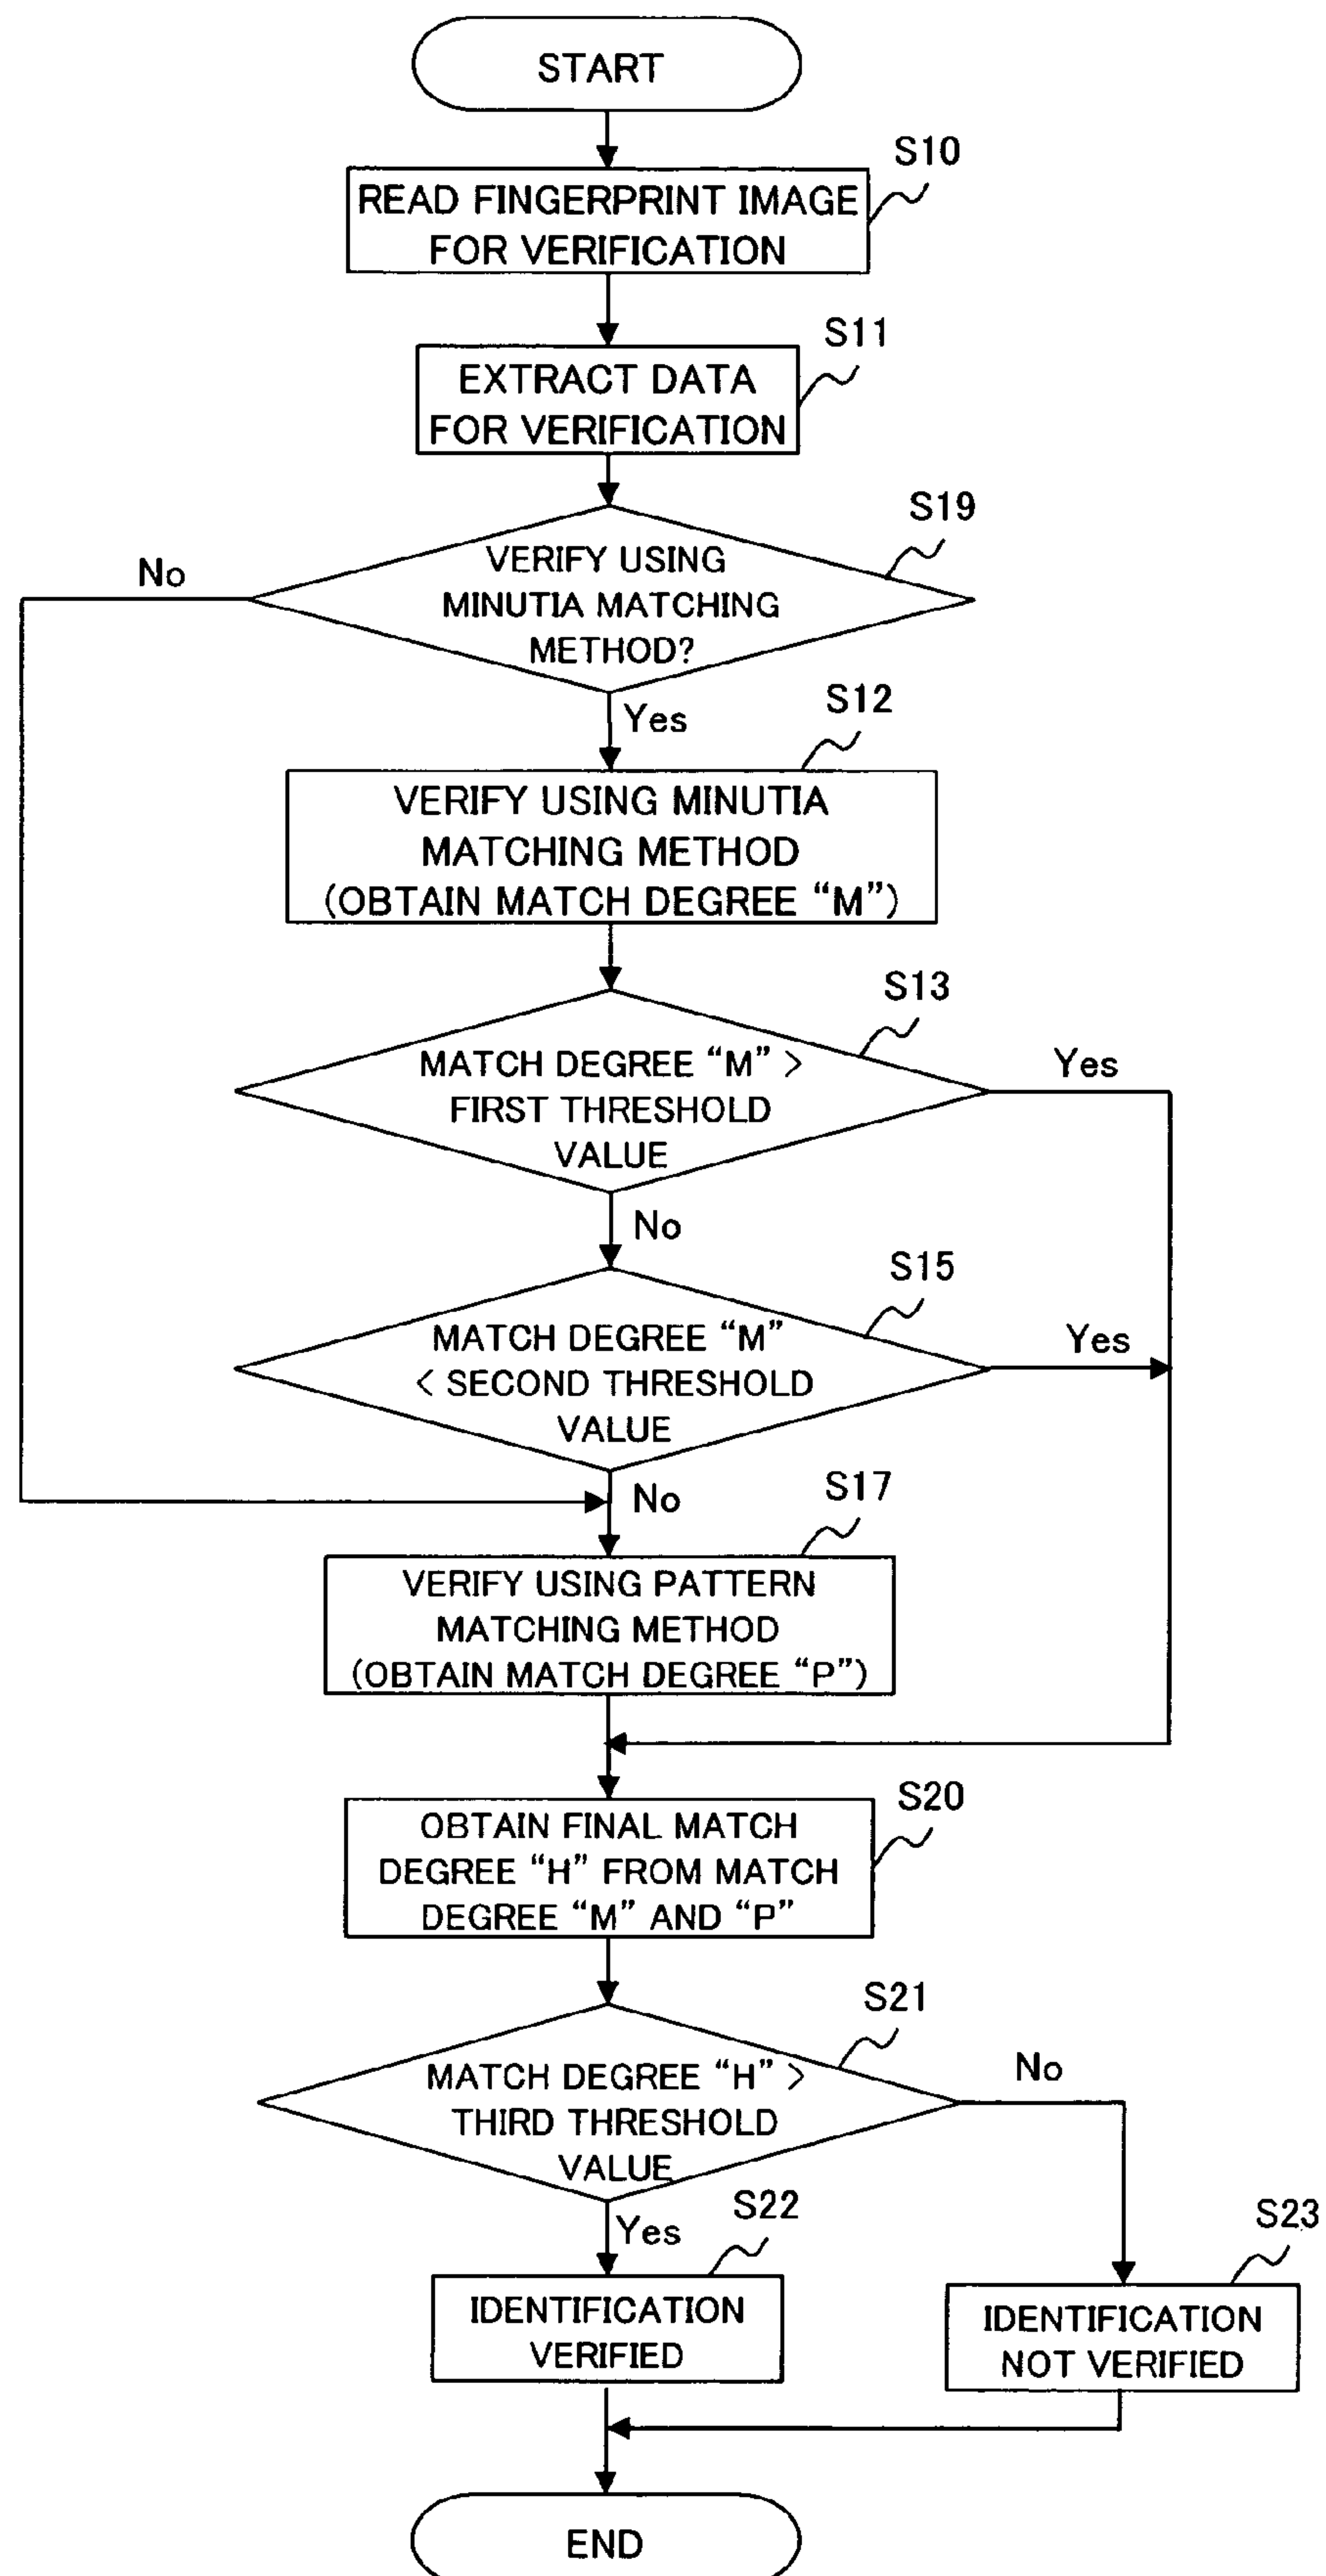 START
S10
READ FINGERPRINT IMAGE
FOR VERIFICATION
S11
EXTRACT DATA
FOR VERIFICATION
S19
No
VERIFY USING
MINUTIA MATCHING
METHOD?
Yes
S12
VERIFY USING MINUTIA
MATCHING METHOD
(OBTAIN MATCH DEGREE “M”)
S13
MATCH DEGREE “M” >
FIRST THRESHOLD
VALUE
Yes
No
S15
MATCH DEGREE “M”
< SECOND THRESHOLD
VALUE
Yes
No
S17
VERIFY USING PATTERN
MATCHING METHOD
(OBTAIN MATCH DEGREE “P”)
S20
OBTAIN FINAL MATCH
DEGREE “H” FROM MATCH
DEGREE “M” AND “P”
S21
MATCH DEGREE “H” >
THIRD THRESHOLD
VALUE
No
Yes
S22
IDENTIFICATION
VERIFIED
S23
IDENTIFICATION
NOT VERIFIED
END